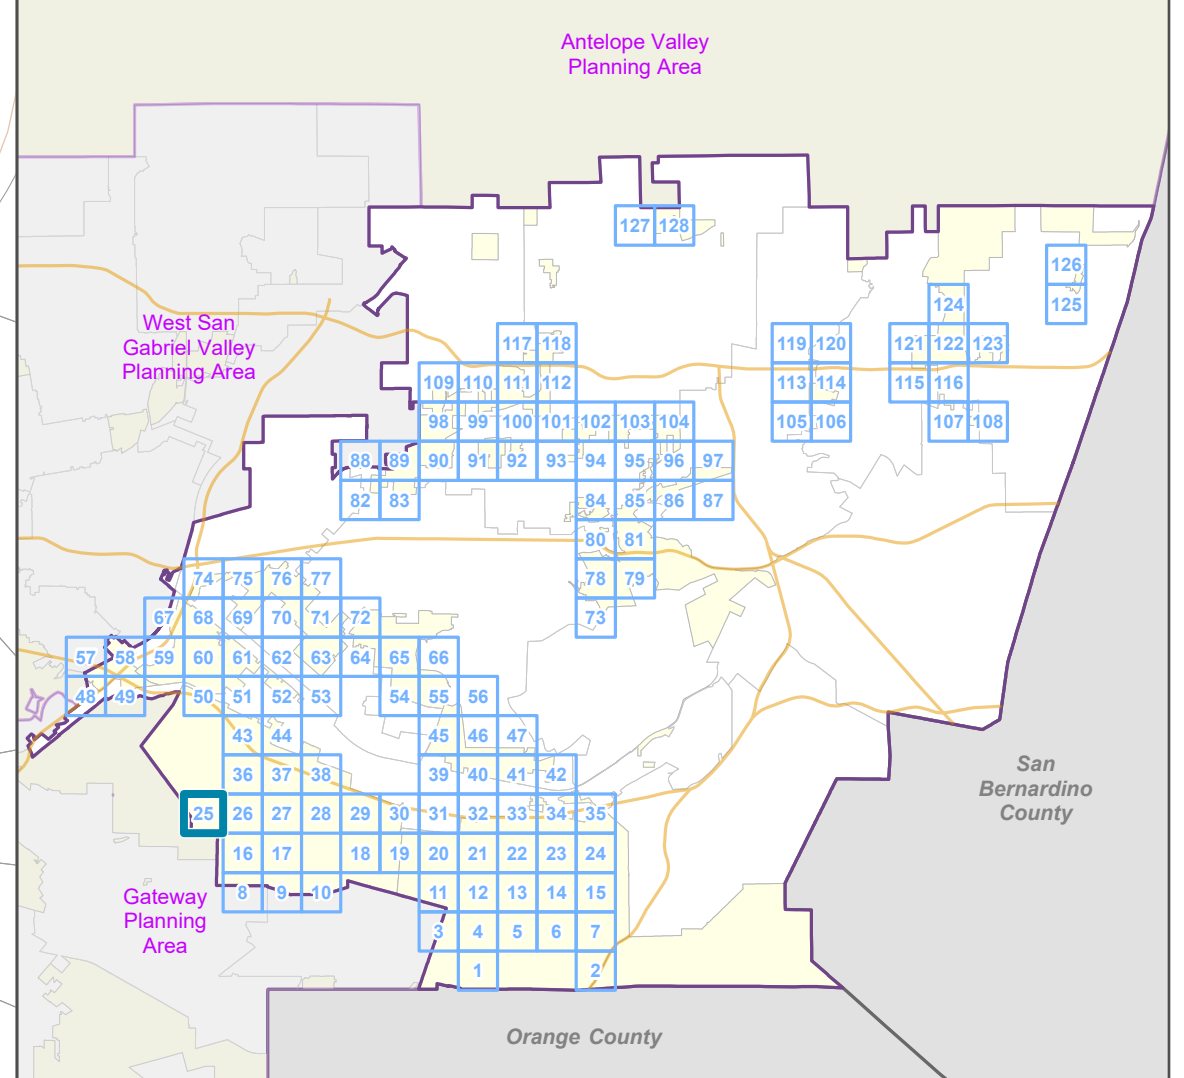 Antelope Valley
Planning Area
127 128
126
124 125
West San
Gabriel Valley
Planning Area
117 118 119 120 121 122 123
109 110 111 112 113 114 115 116
98 99 100 101 102 103 104 105 106 107 108
88 89 90 91 92 93 94 95 96 97
82 83 84 85 86 87
80 81
74 75 76 77 78 79
67 68 69 70 71 72 73
57 58 59 60 61 62 63 64 65 66
48 49 50 51 52 53 54 55 56
43 44 45 46 47
36 37 38 39 40 41 42
San
Bernardino
County
25 26 27 28 29 30 31 32 33 34 35
16 17 18 19 20 21 22 23 24
8 9 10 11 12 13 14 15
Gateway
Planning
Area
3 4 5 6 7
1 2
Orange County